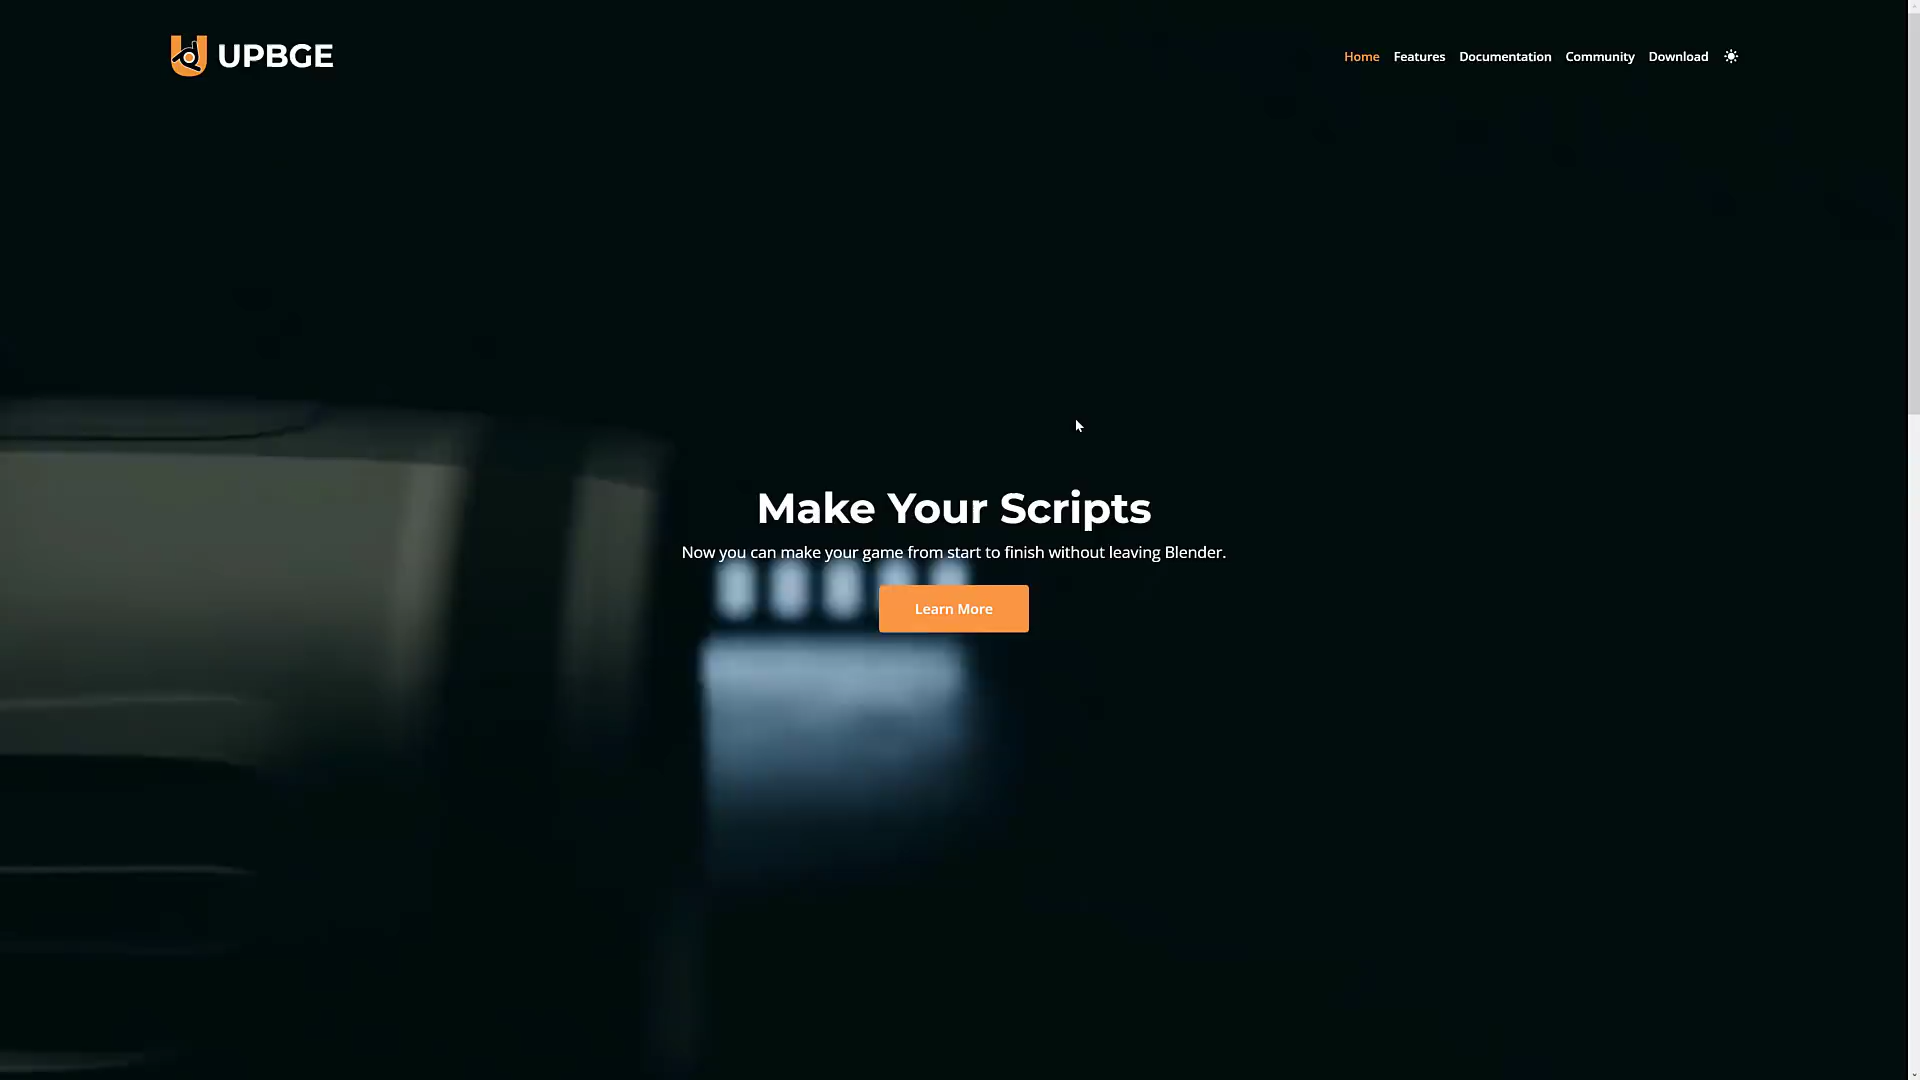 UPBGE
Home Features Documentation Community Download
Make Your Scripts
Now you can make your game from start to finish without leaving Blender.
Learn More